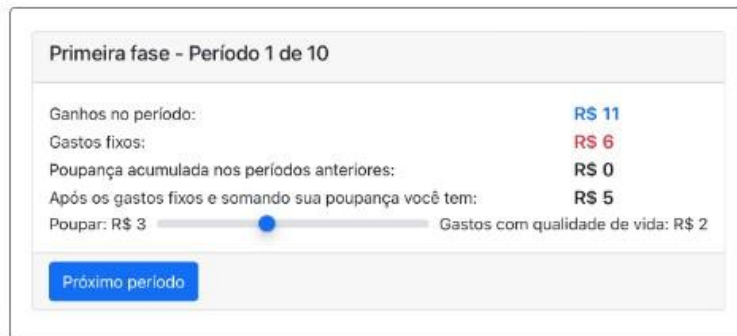 Primeira fase - Período 1 de 10
Ganhos no período: R$ 11
Gastos fixos: R$ 6
Poupança acumulada nos períodos anteriores: R$ 0
Após os gastos fixos e somando sua poupança você tem: R$ 5
Poupar: R$ 3 Gastos com qualidade de vida: R$ 2
Próximo período